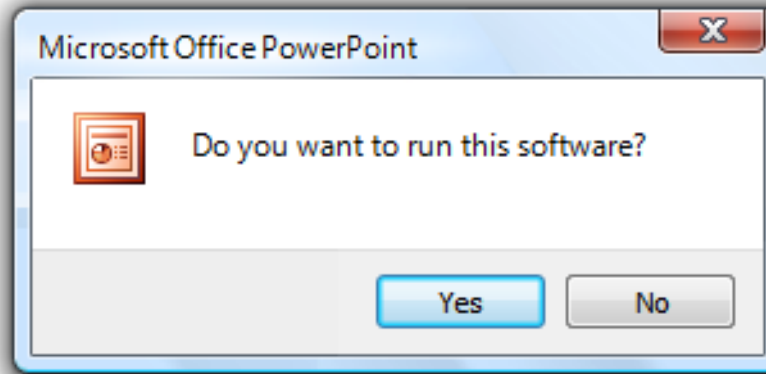 Microsoft Office PowerPoint
Do you want to run this software?
Yes
No